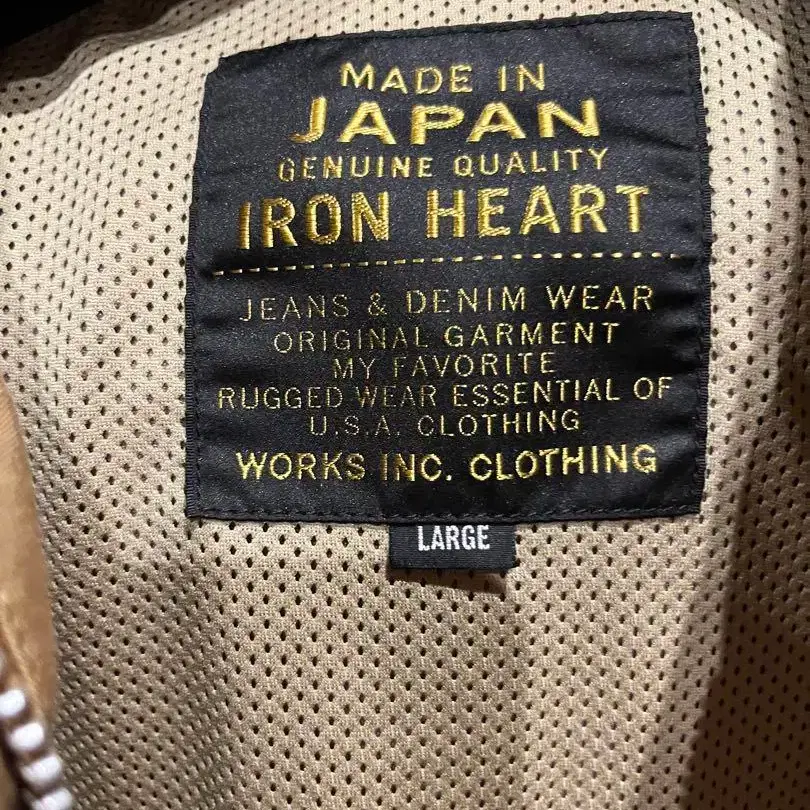 MADE IN
JAPAN
GENUINE QUALITY
IRON HEART
JEANS & DENIM WEAR
ORIGINAL GARMENT
MY FAVORITE
RUGGED WEAR ESSENTIAL OF
U.S.A. CLOTHING
WORKS INC. CLOTHING
LARGE